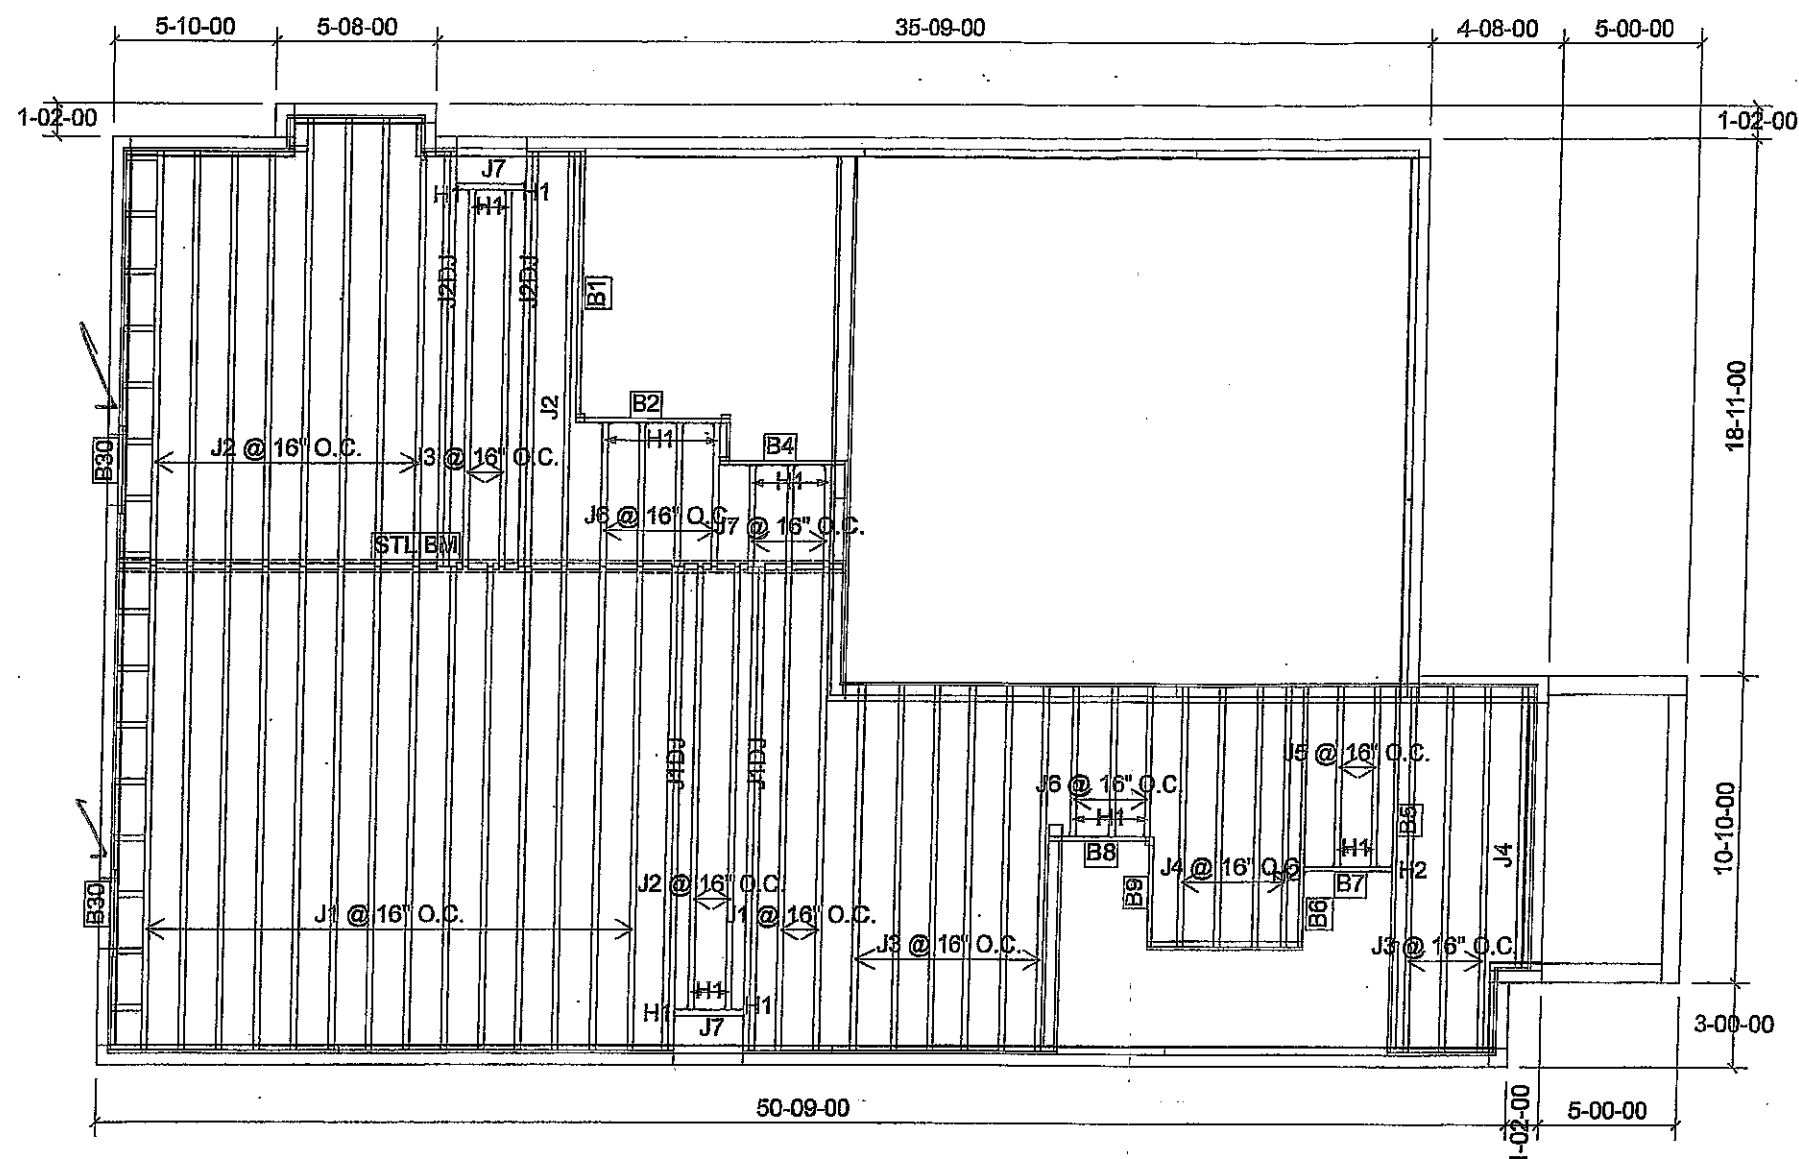 5-10-00
5-08-00
35-09-00
4-08-00
5-00-00
1-02-00
1-02-00
J7
H1
H1
H1
J2DJ
J2DJ
B1
18-11-00
J2
B2
H1
B4
H1
B30
J2 @ 16" O.C.
3 @ 16" O.C.
J6 @ 16" O.C.
J7 @ 16" O.C.
STL BM
J1DJ
J1DJ
J5 @ 16" O.C.
J6 @ 16" O.C.
H1
B5
10-10-00
B8
J4 @ 16" O.C.
H1
H2
B7
J4
B9
B6
B30
J2 @ 16" O.C.
J1 @ 16" O.C.
J1 @ 16" O.C.
J3 @ 16" O.C.
J3 @ 16" O.C.
H1
H1
H1
J7
3-00-00
50-09-00
1-02-00
5-00-00